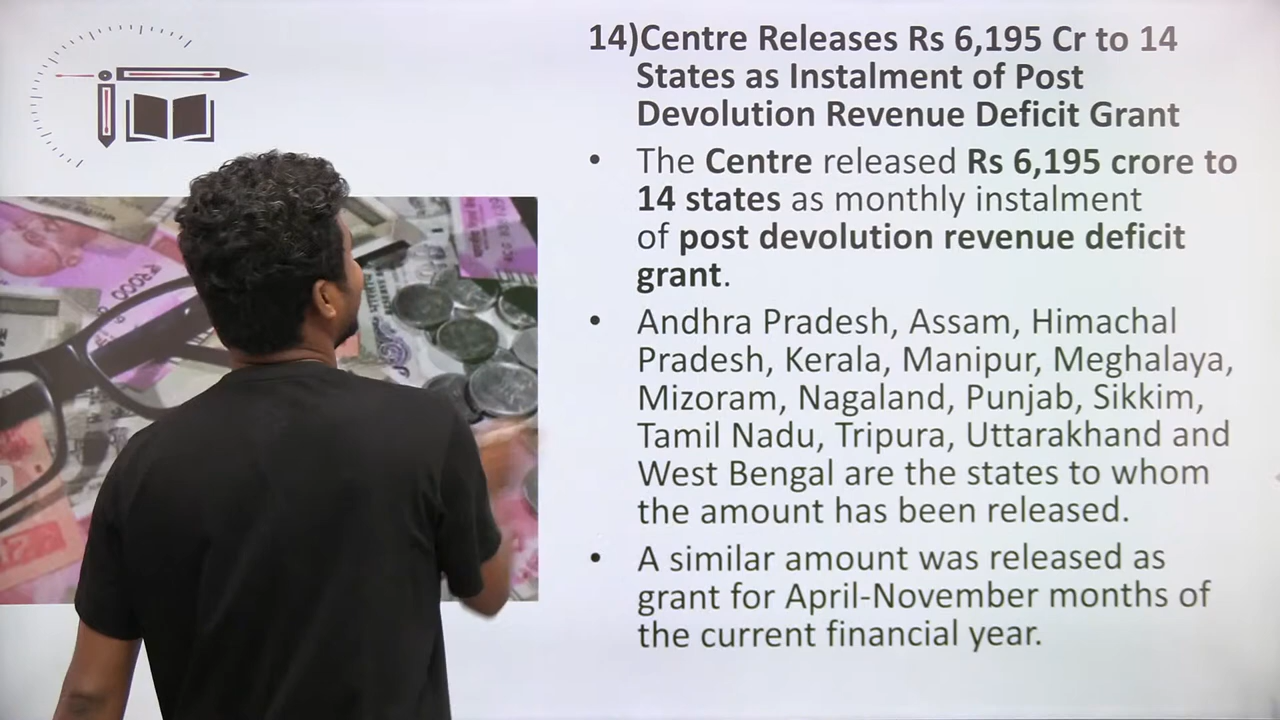 14)Centre Releases Rs 6,195 Cr to 14
States as Instalment of Post
Devolution Revenue Deficit Grant
• The Centre released Rs 6,195 crore to
14 states as monthly instalment
of post devolution revenue deficit
grant.
• Andhra Pradesh, Assam, Himachal
Pradesh, Kerala, Manipur, Meghalaya,
Mizoram, Nagaland, Punjab, Sikkim,
Tamil Nadu, Tripura, Uttarakhand and
West Bengal are the states to whom
the amount has been released.
• A similar amount was released as
grant for April-November months of
the current financial year.